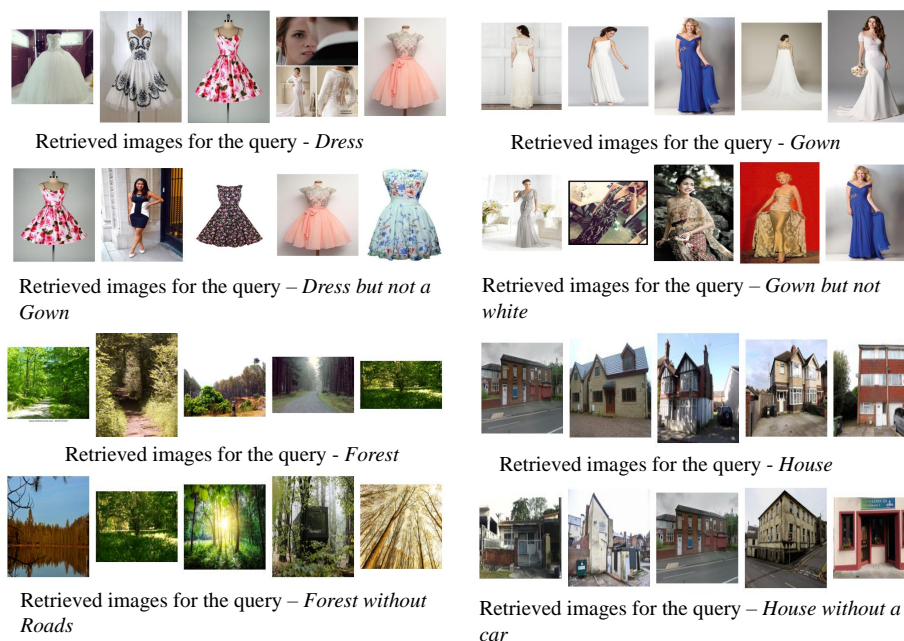 Retrieved images for the query - Dress
Retrieved images for the query - Gown
Retrieved images for the query – Dress but not a
Gown
Retrieved images for the query – Gown but not
white
Retrieved images for the query - Forest
Retrieved images for the query - House
Retrieved images for the query – Forest without
Roads
Retrieved images for the query – House without a
car